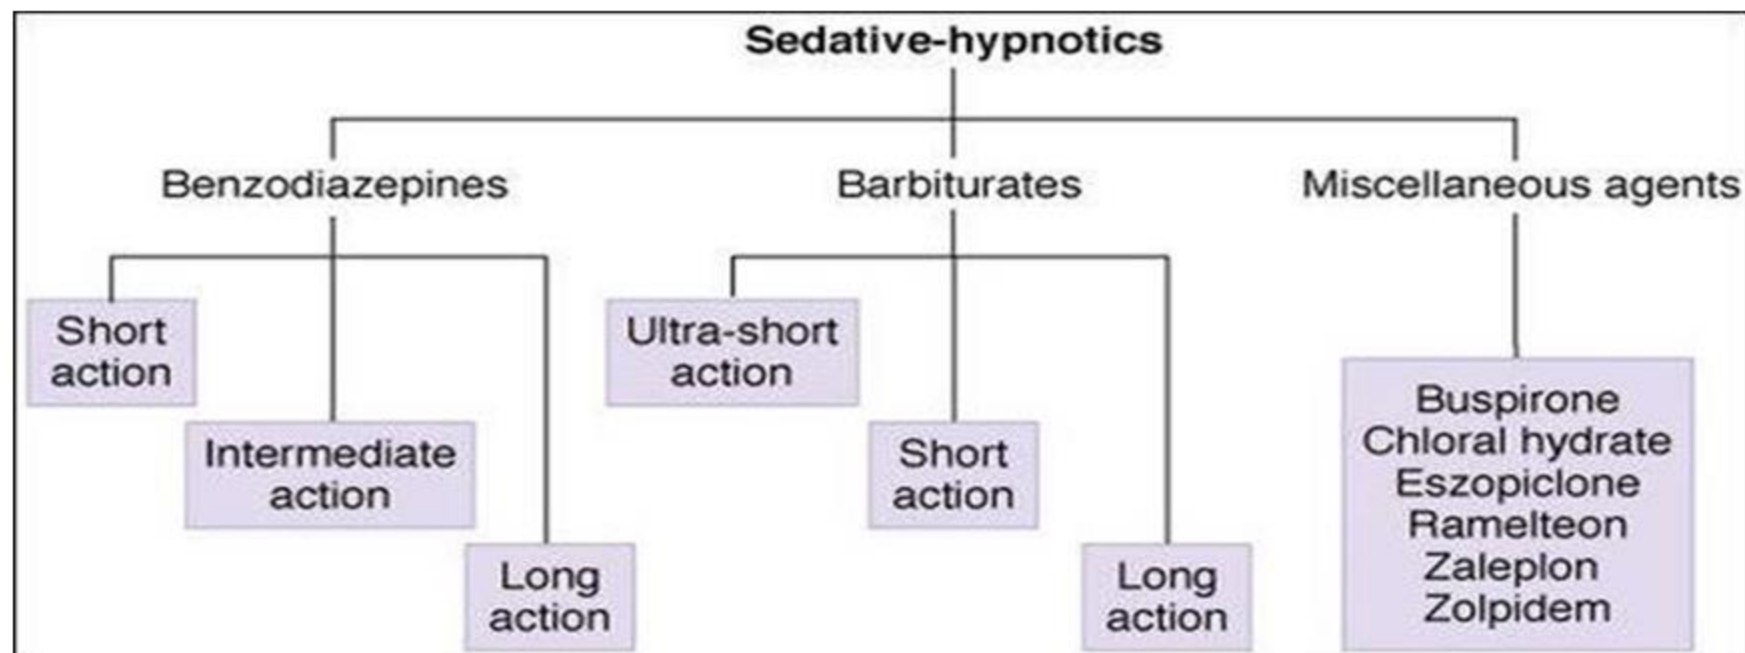 Sedative-hypnotics
Benzodiazepines
Barbiturates
Miscellaneous agents
Short
action
Intermediate
action
Long
action
Ultra-short
action
Short
action
Long
action
Buspirone
Chloral hydrate
Eszopiclone
Ramelteon
Zaleplon
Zolpidem